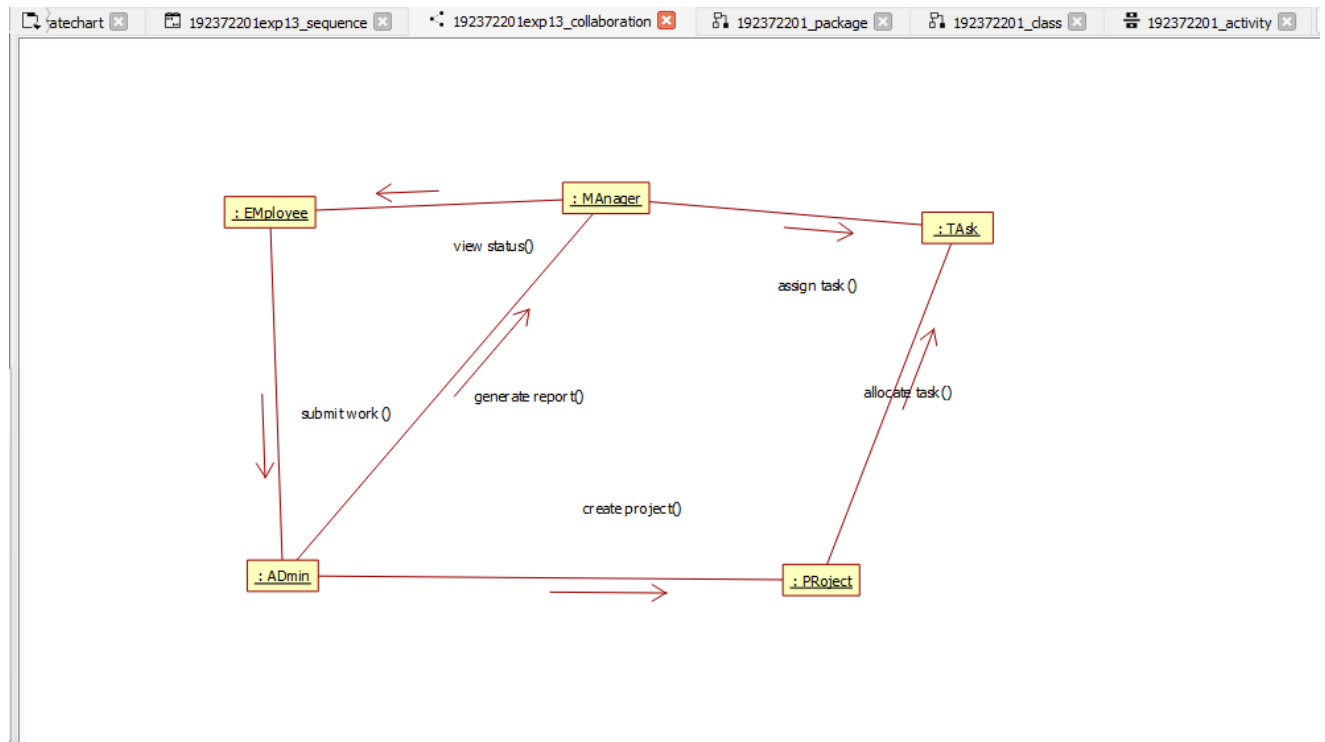 atechart
192372201exp13_sequence
192372201exp13_collaboration
192372201_package
192372201_class
192372201_activity
: EMployee
: MAnager
: TAsk
view status()
assign task ()
generate report()
allocate task()
submit work ()
create project()
: ADmin
: PRoject